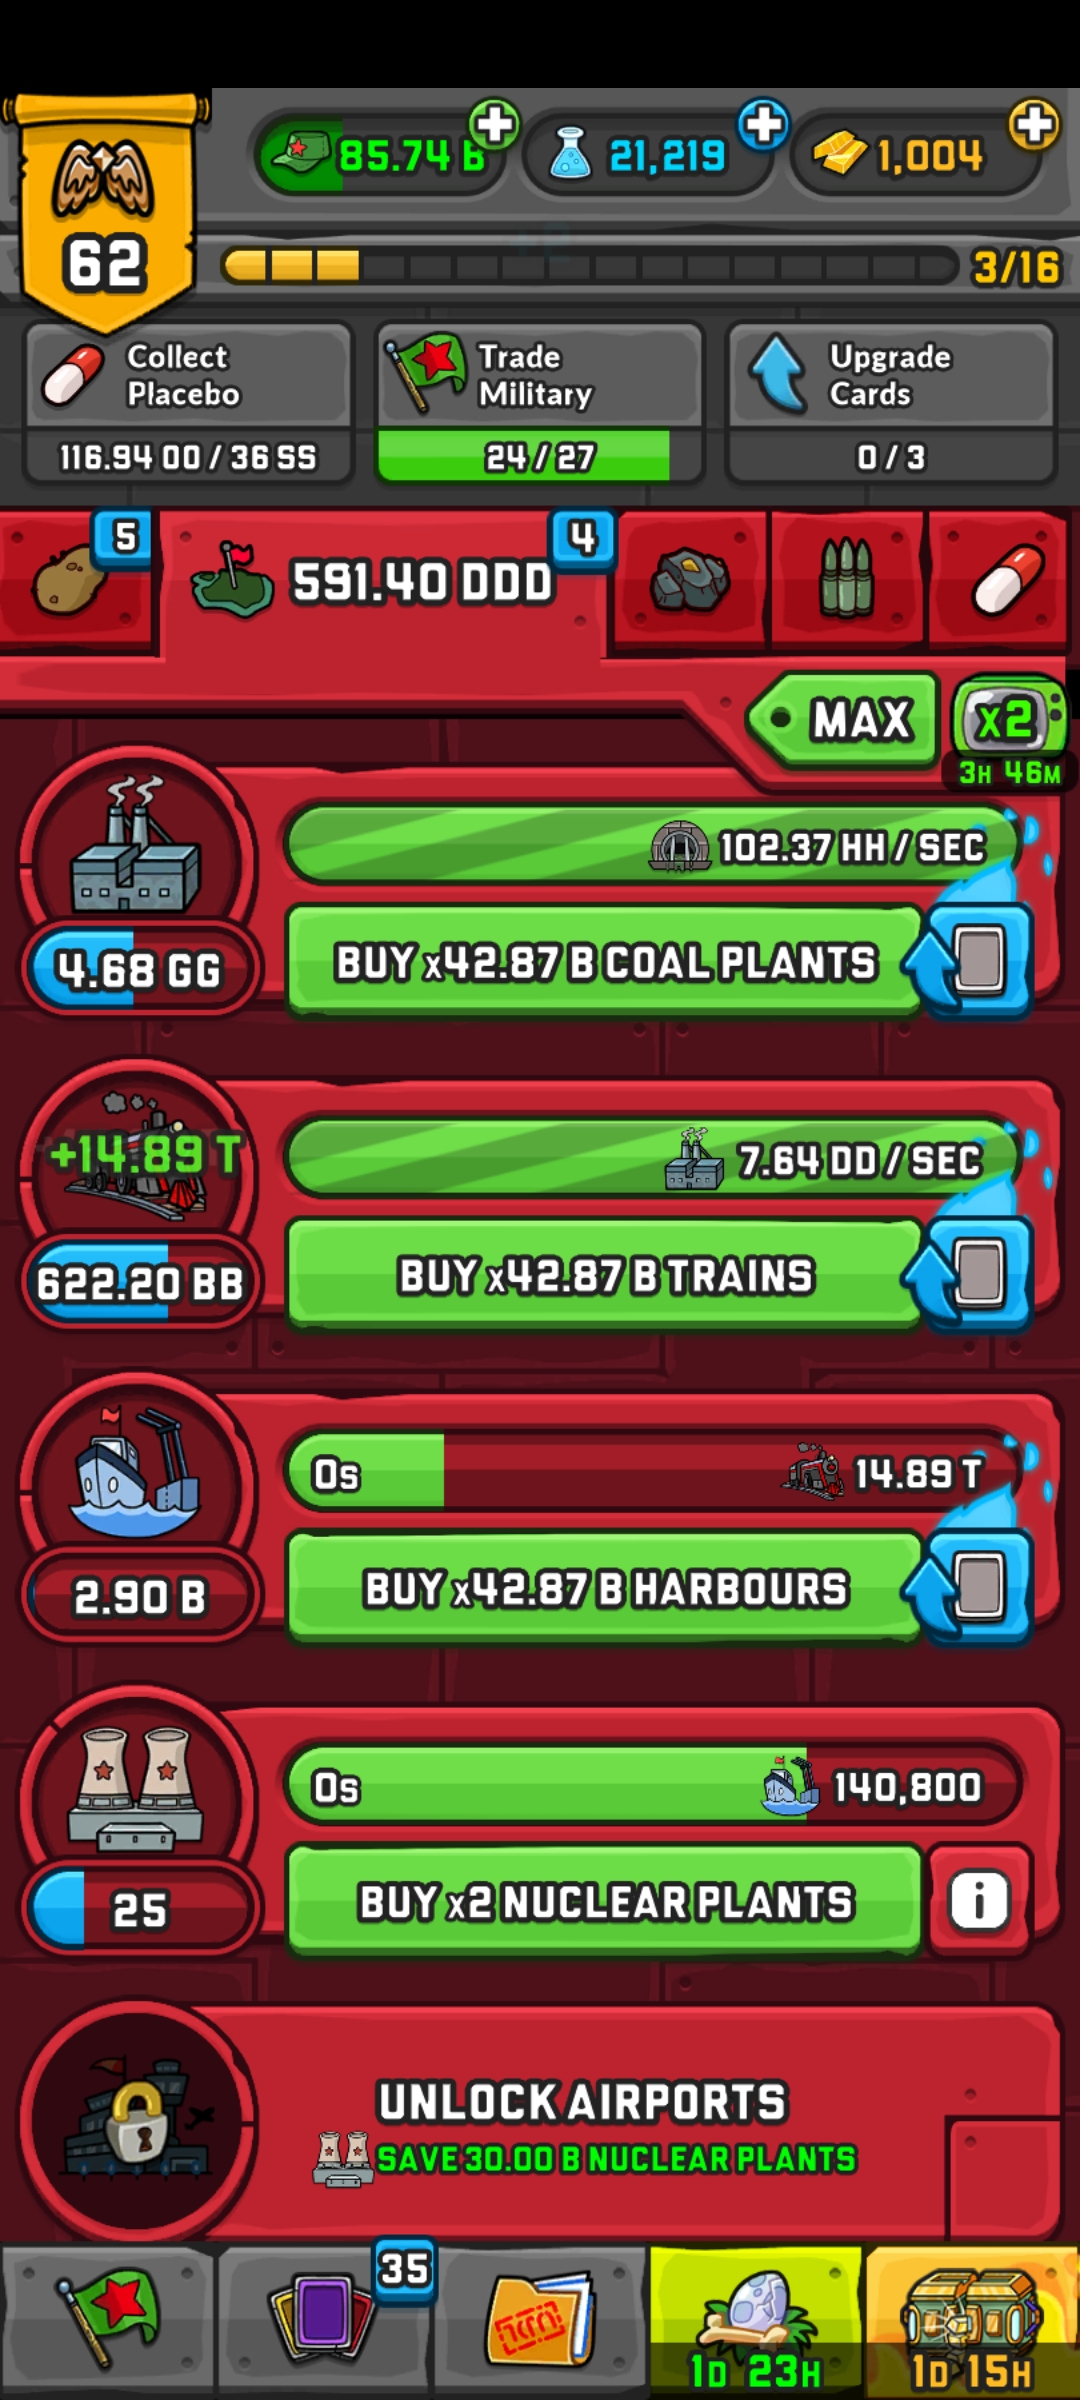 62
85.74 B
21,219
1,004
3/16
Collect
Placebo
116.94 OO / 36 SS
Trade
Military
24 / 27
Upgrade
Cards
0 / 3
5
591.40 DDD
4
MAX
x2
3H 46M
102.37 HH / SEC
4.68 GG
BUY x42.87 B COAL PLANTS
+14.89 T
7.64 DD / SEC
622.20 BB
BUY x42.87 B TRAINS
0s
14.89 T
2.90 B
BUY x42.87 B HARBOURS
0s
140,800
25
BUY x2 NUCLEAR PLANTS
i
UNLOCK AIRPORTS
SAVE 30.00 B NUCLEAR PLANTS
35
1D 23H
1D 15H